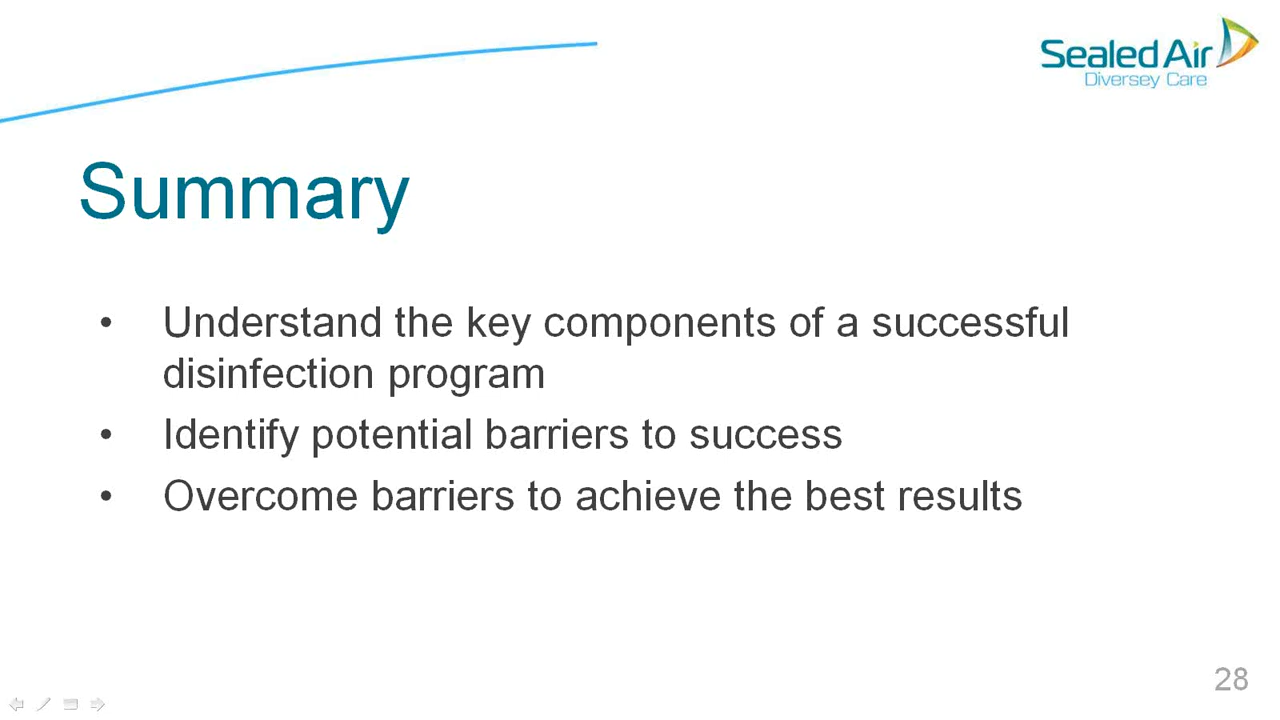 Sealed Air
Diversey Care
Summary
• Understand the key components of a successful
disinfection program
• Identify potential barriers to success
• Overcome barriers to achieve the best results
28